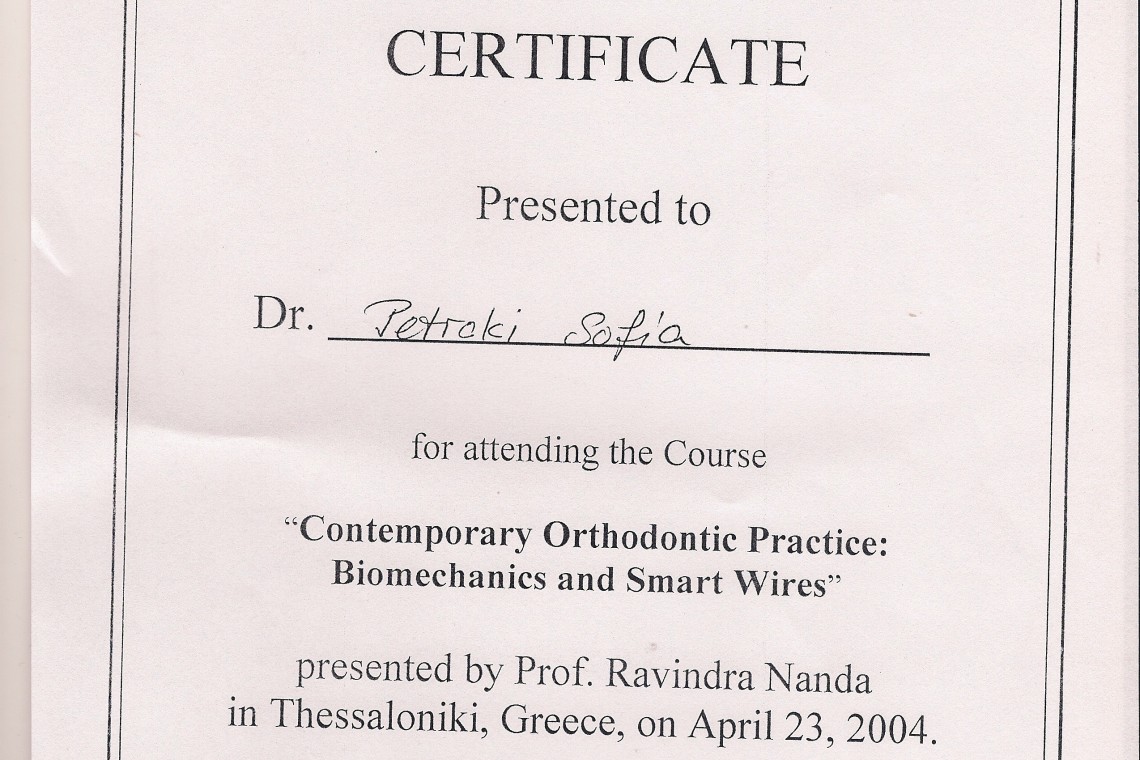 CERTIFICATE
Presented to
Dr. Petraki Sofia
for attending the Course
“Contemporary Orthodontic Practice:
Biomechanics and Smart Wires”
presented by Prof. Ravindra Nanda
in Thessaloniki, Greece, on April 23, 2004.